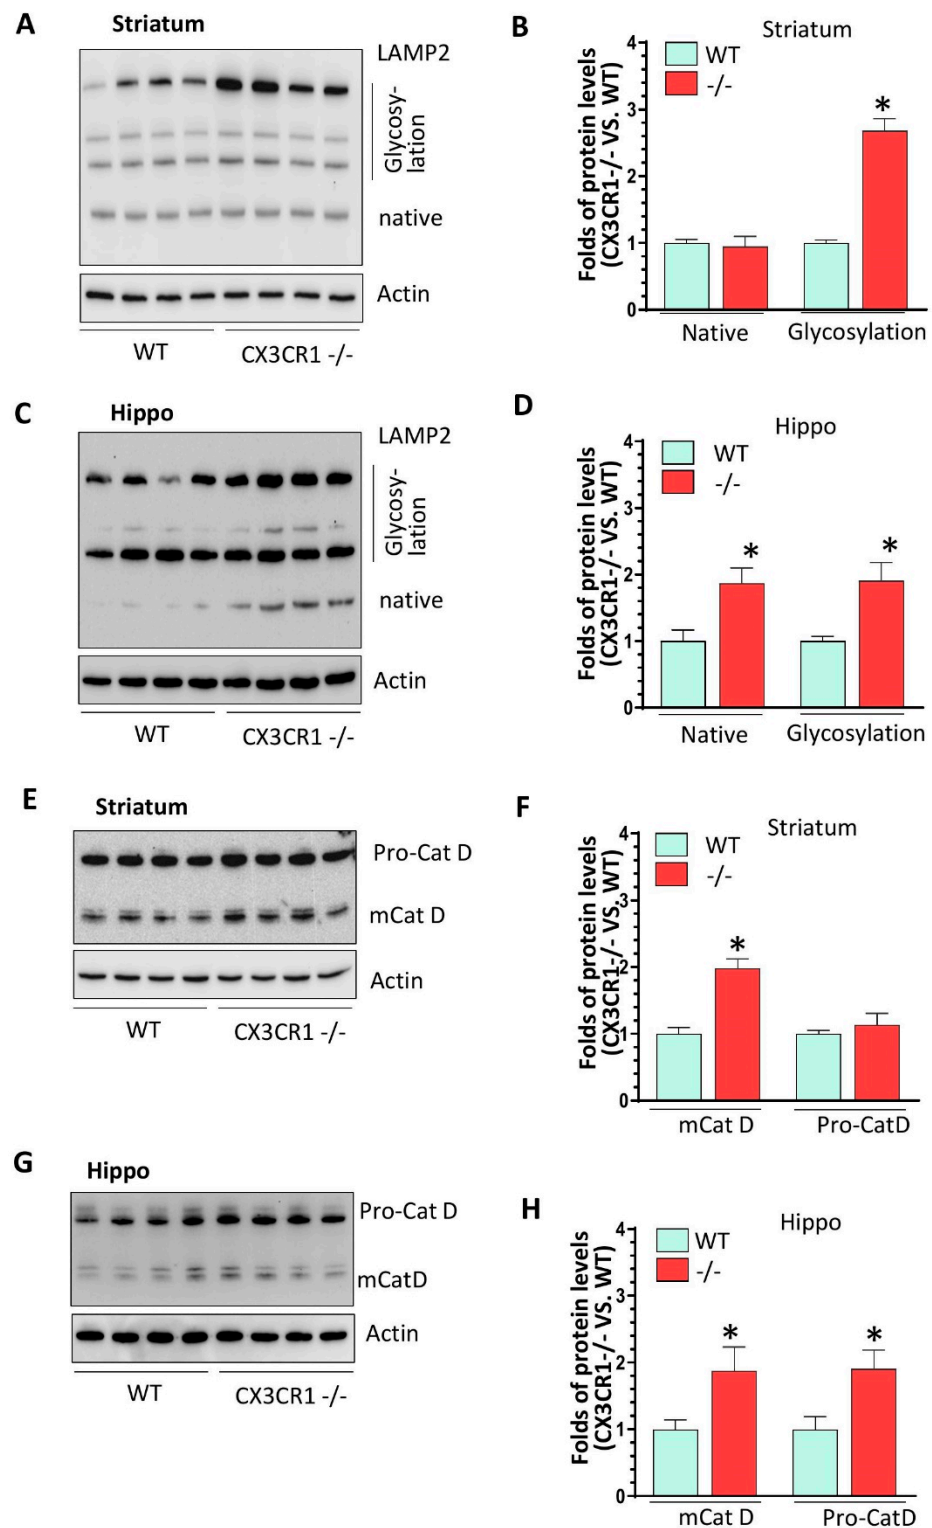 A
Striatum
LAMP2
Glycosy-
lation
native
Actin
WT
CX3CR1 -/-
B
Striatum
WT
-/-
Folds of protein levels
(CX3CR1-/- VS. WT)
4
3
2
1
0
*
Native
Glycosylation
C
Hippo
LAMP2
Glycosy-
lation
native
Actin
WT
CX3CR1 -/-
D
Hippo
WT
-/-
Folds of protein levels
(CX3CR1-/- VS. WT)
4
3
2
1
0
*
*
Native
Glycosylation
E
Striatum
Pro-Cat D
mCat D
Actin
WT
CX3CR1 -/-
F
Striatum
WT
-/-
Folds of protein levels
(CX3CR1-/- VS. WT)
4
3
2
1
0
*
mCat D
Pro-CatD
G
Hippo
Pro-Cat D
mCatD
Actin
WT
CX3CR1 -/-
H
Hippo
WT
-/-
Folds of protein levels
(CX3CR1-/- VS. WT)
4
3
2
1
0
*
*
mCat D
Pro-CatD